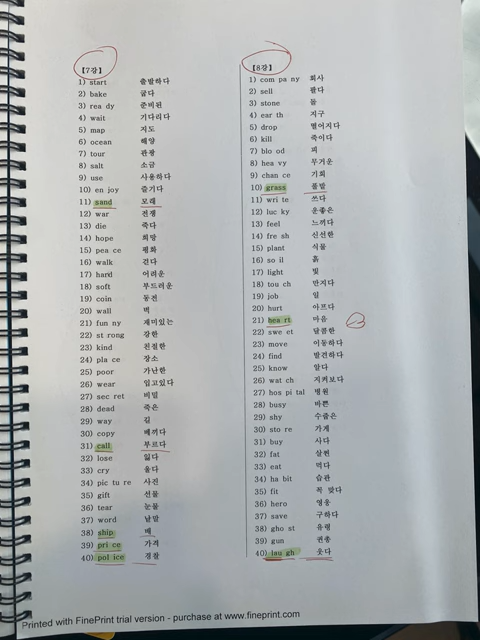 【7강】
1) start 출발하다
2) bake 굽다
3) rea dy 준비된
4) wait 기다리다
5) map 지도
6) ocean 해양
7) tour 관광
8) salt 소금
9) use 사용하다
10) en joy 즐기다
11) sand 모래
12) war 전쟁
13) die 죽다
14) hope 희망
15) pea ce 평화
16) walk 걷다
17) hard 어려운
18) soft 부드러운
19) coin 동전
20) wall 벽
21) fun ny 재미있는
22) st rong 강한
23) kind 친절한
24) pla ce 장소
25) poor 가난한
26) wear 입고있다
27) sec ret 비밀
28) dead 죽은
29) way 길
30) copy 베끼다
31) call 부르다
32) lose 잃다
33) cry 울다
34) pic tu re 사진
35) gift 선물
36) tear 눈물
37) word 낱말
38) ship 배
39) pri ce 가격
40) pol ice 경찰
【8강】
1) com pa ny 회사
2) sell 팔다
3) stone 돌
4) ear th 지구
5) drop 떨어지다
6) kill 죽이다
7) blo od 피
8) hea vy 무거운
9) chan ce 기회
10) grass 풀밭
11) wri te 쓰다
12) luc ky 운좋은
13) feel 느끼다
14) fre sh 신선한
15) plant 식물
16) so il 흙
17) light 빛
18) tou ch 만지다
19) job 일
20) hurt 아프다
21) hea rt 마음
22) swe et 달콤한
23) move 이동하다
24) find 발견하다
25) know 알다
26) wat ch 지켜보다
27) hos pi tal 병원
28) busy 바쁜
29) shy 수줍은
30) sto re 가게
31) buy 사다
32) fat 살찐
33) eat 먹다
34) ha bit 습관
35) fit 꼭 맞다
36) hero 영웅
37) save 구하다
38) gho st 유령
39) gun 권총
40) lau gh 웃다
Printed with FinePrint trial version - purchase at www.fineprint.com